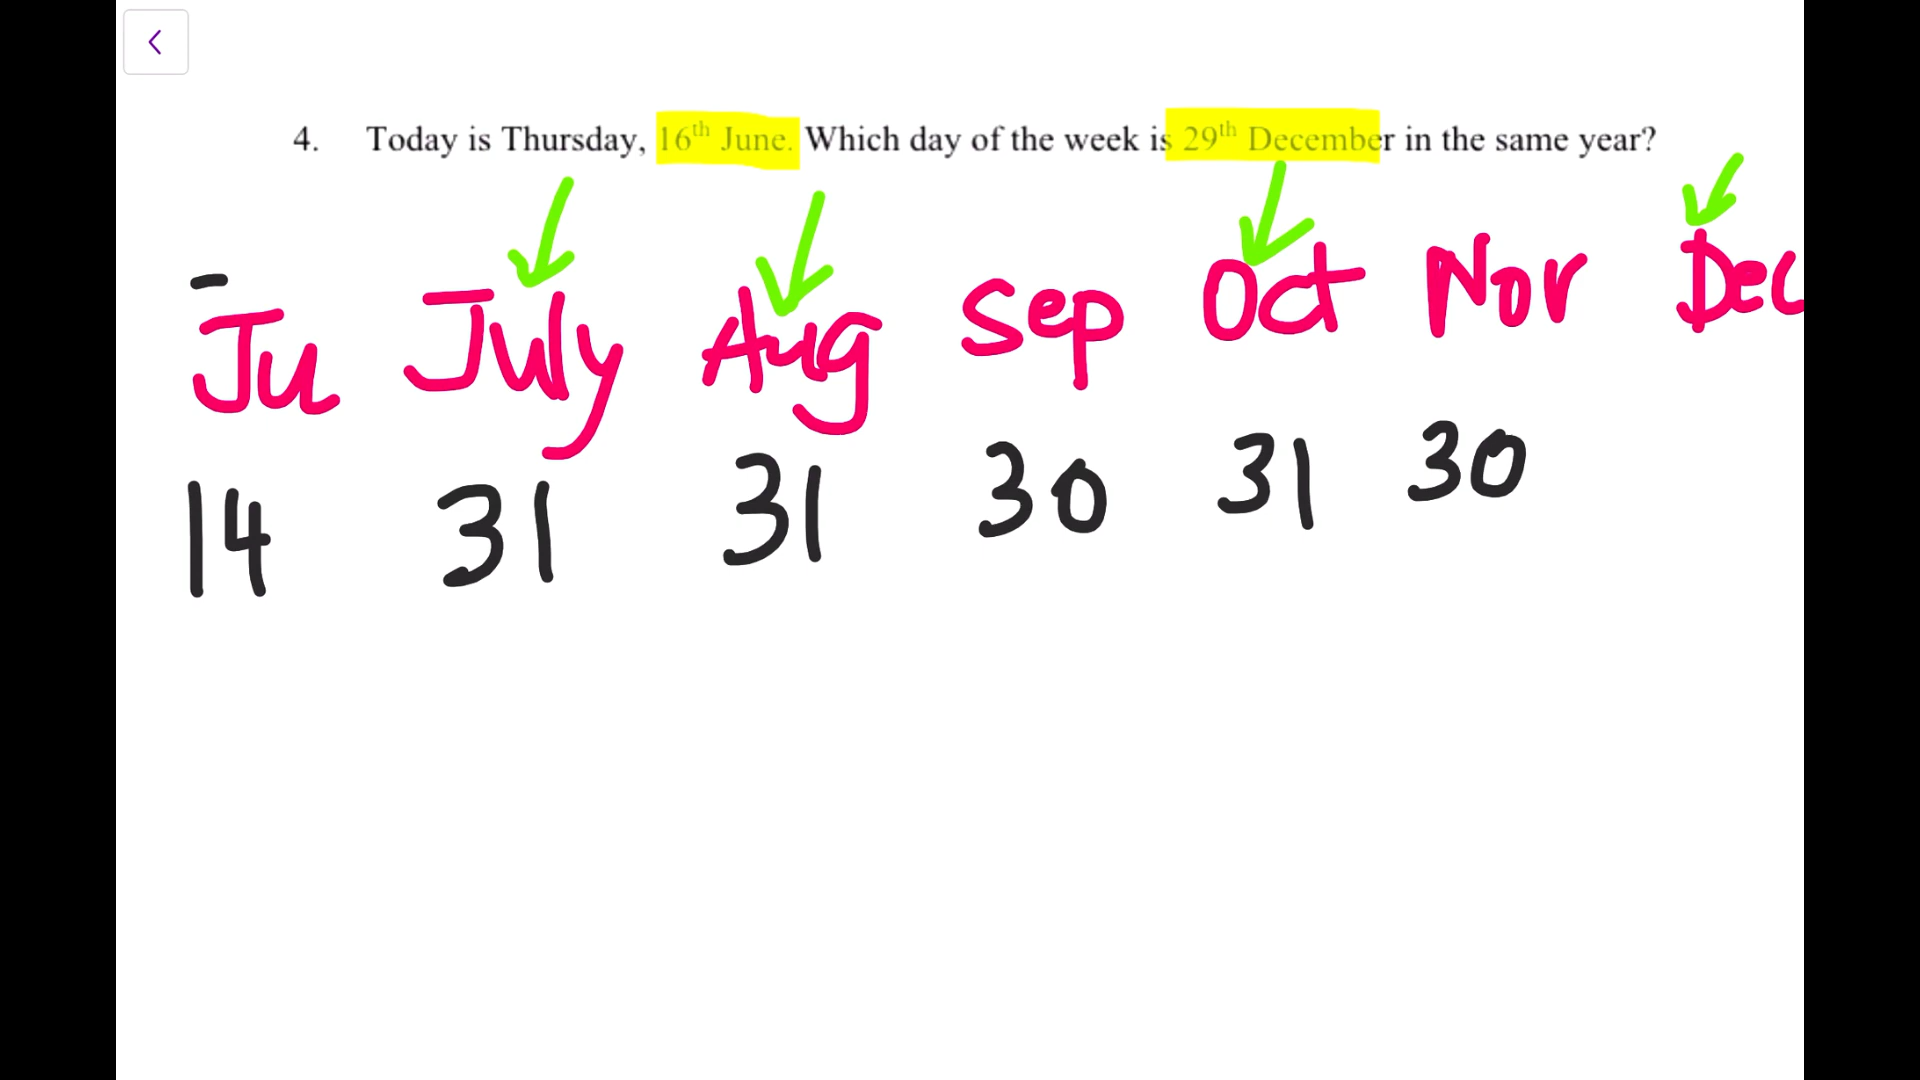 4. Today is Thursday, 16th June. Which day of the week is 29th December in the same year?
Ju July Aug Sep Oct Nov Dec
14 31 31 30 31 30